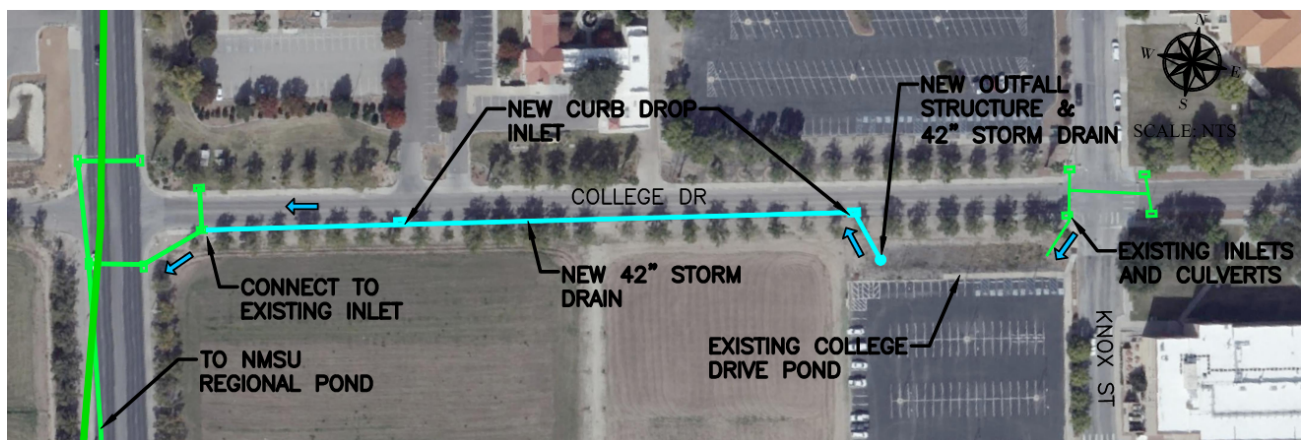 N
W
E
S
SCALE: NTS
NEW CURB DROP
INLET
NEW OUTFALL
STRUCTURE &
42" STORM DRAIN
COLLEGE DR
CONNECT TO
EXISTING INLET
NEW 42" STORM
DRAIN
EXISTING INLETS
AND CULVERTS
TO NMSU
REGIONAL POND
EXISTING COLLEGE
DRIVE POND
KNOX ST